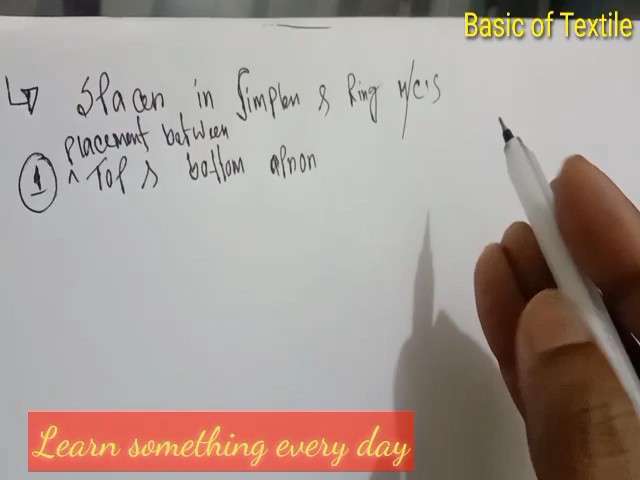 Basic of Textile
↳ Spacer in Simplex & Ring M/C'S
placement between
① ^ Top & bottom apron
Learn something every day